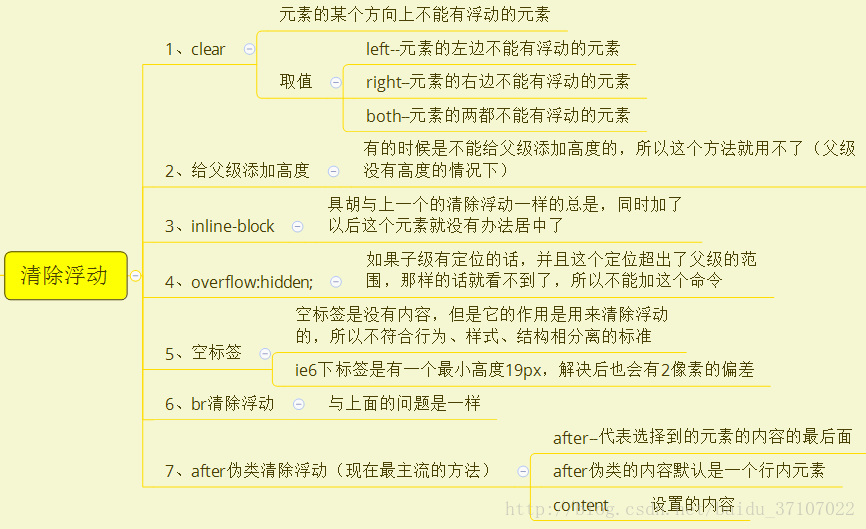 元素的某个方向上不能有浮动的元素
1、clear
left--元素的左边不能有浮动的元素
取值
right–元素的右边不能有浮动的元素
both–元素的两都不能有浮动的元素
2、给父级添加高度
有的时候是不能给父级添加高度的，所以这个方法就用不了（父级
没有高度的情况下）
3、inline-block
具胡与上一个的清除浮动一样的总是，同时加了
以后这个元素就没有办法居中了
清除浮动
4、overflow:hidden;
如果子级有定位的话，并且这个定位超出了父级的范
围，那样的话就看不到了，所以不能加这个命令
5、空标签
空标签是没有内容，但是它的作用是用来清除浮动
的，所以不符合行为、样式、结构相分离的标准
ie6下标签是有一个最小高度19px，解决后也会有2像素的偏差
6、br清除浮动
与上面的问题是一样
7、after伪类清除浮动（现在最主流的方法）
after–代表选择到的元素的内容的最后面
after伪类的内容默认是一个行内元素
content 设置的内容
http://blog.csdn.net/baidu_37107022